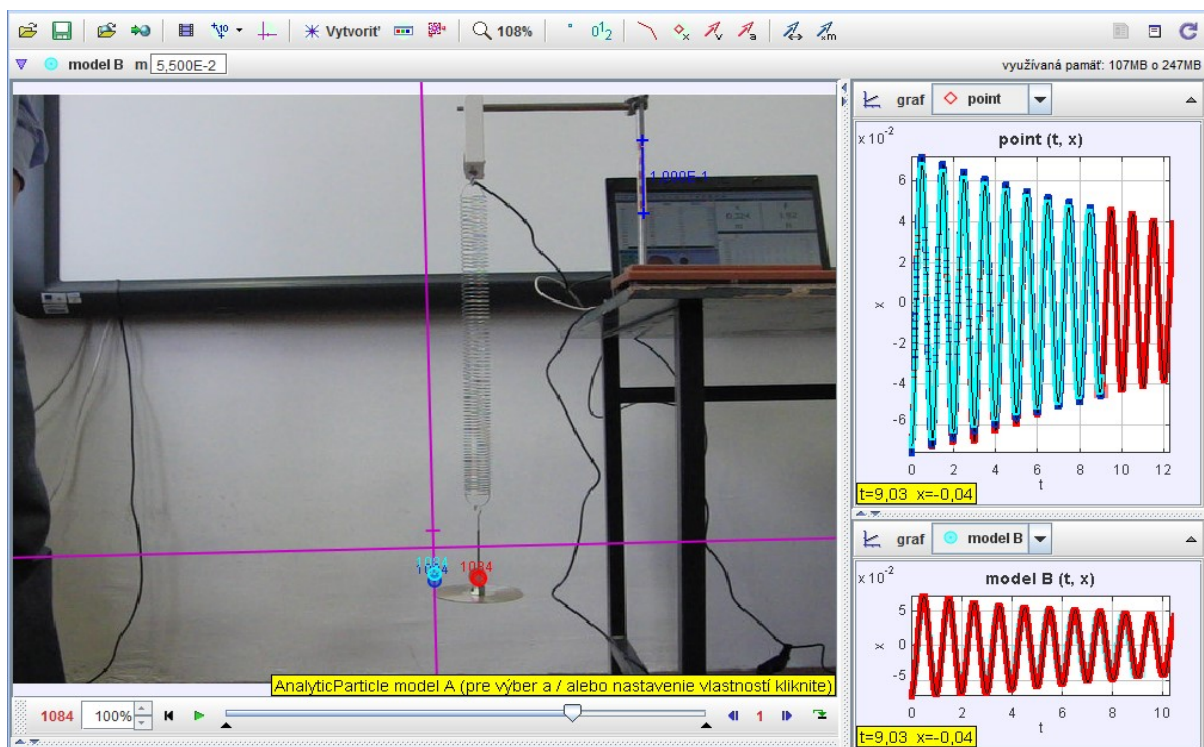 Vytvoriť 108% 0¹2 v a xm
model B m 5,500E-2 využívaná pamäť: 107MB o 247MB
1,000E-1
1084
AnalyticParticle model A (pre výber a / alebo nastavenie vlastností kliknite)
1084 100% 1
graf point
x 10⁻² point (t, x)
6
4
2
0
-2
-4
-6
x
0 2 4 6 8 10 12
t
t=9,03 x=-0,04
graf model B
x 10⁻² model B (t, x)
5
0
-5
x
0 2 4 6 8 10
t
t=9,03 x=-0,04